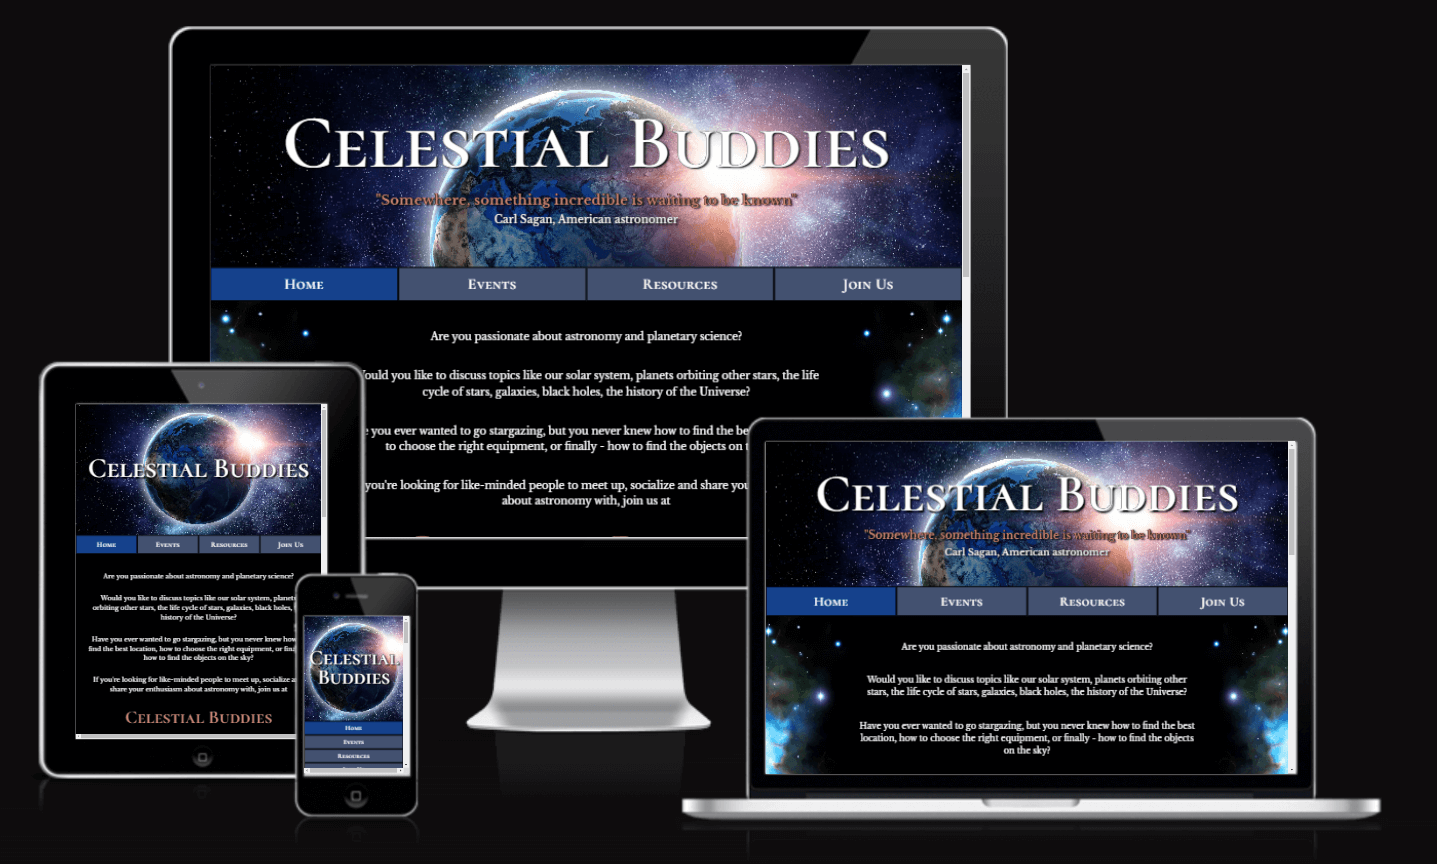 Celestial Buddies
"Somewhere, something incredible is waiting to be known"
Carl Sagan, American astronomer
Home Events Resources Join Us
Are you passionate about astronomy and planetary science?
ould you like to discuss topics like our solar system, planets orbiting other stars, the life
cycle of stars, galaxies, black holes, the history of the Universe?
you ever wanted to go stargazing, but you never knew how to find the bes
to choose the right equipment, or finally - how to find the objects on
you're looking for like-minded people to meet up, socialize and share you
about astronomy with, join us at
Celestial Buddies
Home Events Resources Join Us
Are you passionate about astronomy and planetary science?
Would you like to discuss topics like our solar system, planets
orbiting other stars, the life cycle of stars, galaxies, black holes,
history of the Universe?
Have you ever wanted to go stargazing, but you never knew how
find the best location, how to choose the right equipment, or fin
how to find the objects on the sky?
If you're looking for like-minded people to meet up, socialize a
share your enthusiasm about astronomy with, join us at
Celestial Buddies
Celestial
Buddies
Home
Events
Resources
Celestial Buddies
"Somewhere, something incredible is waiting to be known"
Carl Sagan, American astronomer
Home Events Resources Join Us
Are you passionate about astronomy and planetary science?
Would you like to discuss topics like our solar system, planets orbiting other
stars, the life cycle of stars, galaxies, black holes, the history of the Universe?
Have you ever wanted to go stargazing, but you never knew how to find the best
location, how to choose the right equipment, or finally - how to find the objects
on the sky?